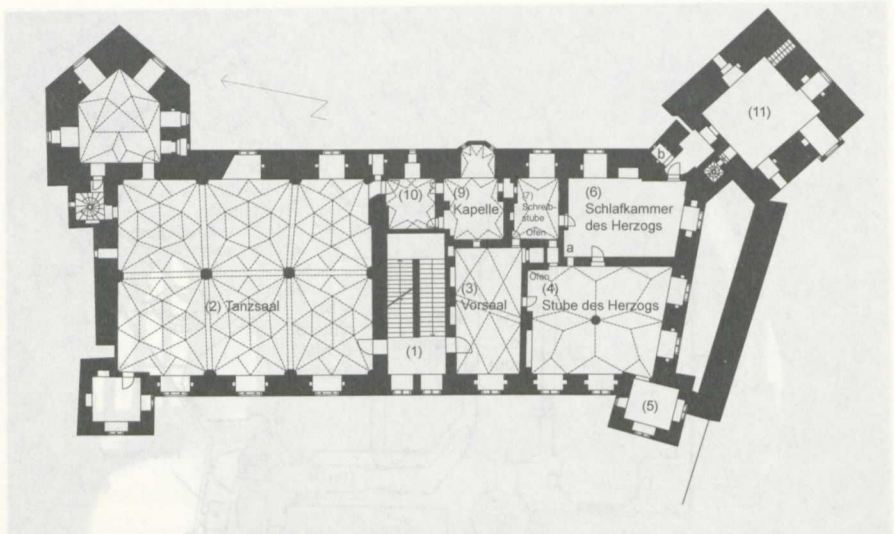 (11)
b
(10)
(9)
Kapelle
(7)
Schreib-
stube
Ofen
(6)
Schlafkammer
des Herzogs
a
Ofen
(2) Tanzsaal
(3)
Vorsaal
(4)
Stube des Herzogs
(1)
(5)